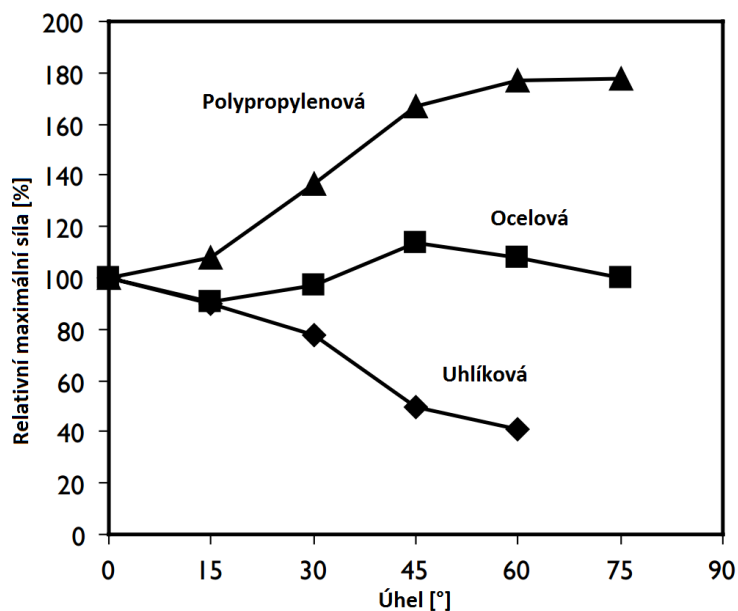 200
180
160
140
120
100
80
60
40
20
0
Relativní maximální síla [%]
Polypropylenová
Ocelová
Uhlíková
0 15 30 45 60 75 90
Úhel [°]